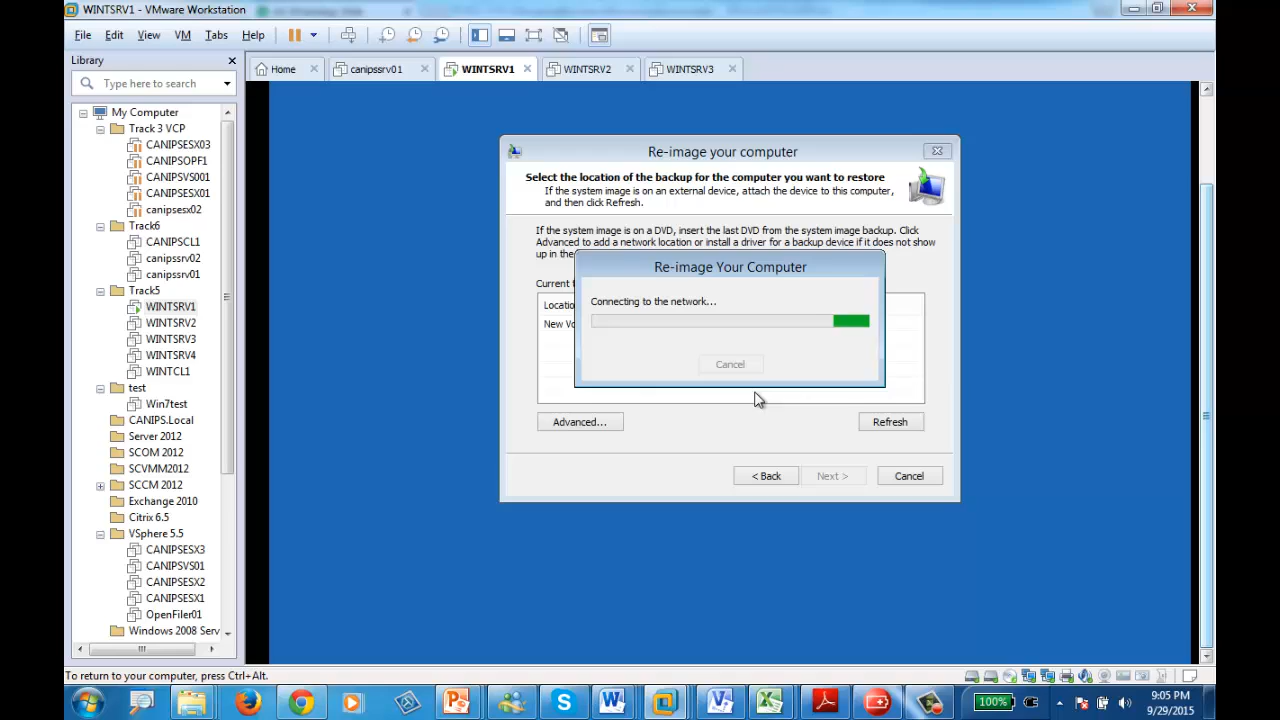 WINTSRV1 - VMware Workstation
File Edit View VM Tabs Help
Library
Type here to search
My Computer
Track 3 VCP
CANIPSESX03
CANIPSOPF1
CANIPSVS001
CANIPSESX01
canipsesx02
Track6
CANIPSCL1
canipssrv02
canipssrv01
Track5
WINTSRV1
WINTSRV2
WINTSRV3
WINTSRV4
WINTCL1
test
Win7test
CANIPS.Local
Server 2012
SCOM 2012
SCVMM2012
SCCM 2012
Exchange 2010
Citrix 6.5
VSphere 5.5
CANIPSESX3
CANIPSVS01
CANIPSESX2
CANIPSESX1
OpenFiler01
Windows 2008 Serv
Home canipssrv01 WINTSRV1 WINTSRV2 WINTSRV3
Re-image your computer
Select the location of the backup for the computer you want to restore
If the system image is on an external device, attach the device to this computer,
and then click Refresh.
If the system image is on a DVD, insert the last DVD from the system image backup. Click
Advanced to add a network location or install a driver for a backup device if it does not show
up in the
Current t
Locatio
New Vo
Re-image Your Computer
Connecting to the network...
Cancel
Advanced... Refresh
< Back Next > Cancel
To return to your computer, press Ctrl+Alt.
100%
9:05 PM
9/29/2015